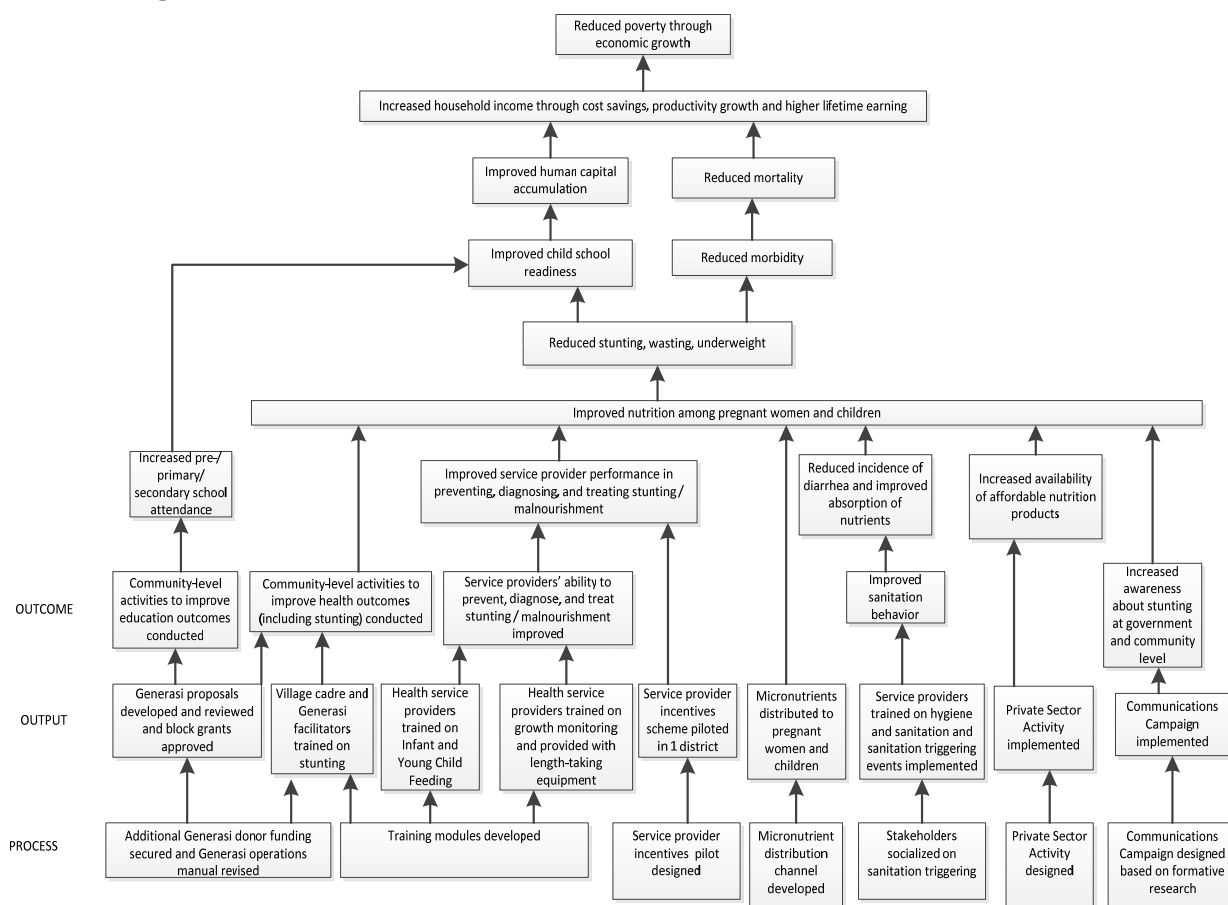 Reduced poverty through
economic growth
Increased household income through cost savings, productivity growth and higher lifetime earning
Improved human capital
accumulation
Reduced mortality
Improved child school
readiness
Reduced morbidity
Reduced stunting, wasting, underweight
Improved nutrition among pregnant women and children
Increased pre-/
primary/
secondary school
attendance
Improved service provider performance in
preventing, diagnosing, and treating stunting /
malnourishment
Reduced incidence of
diarrhea and improved
absorption of
nutrients
Increased availability
of affordable nutrition
products
OUTCOME
Community-level
activities to improve
education outcomes
conducted
Community-level activities to
improve health outcomes
(including stunting) conducted
Service providers' ability to
prevent, diagnose, and treat
stunting / malnourishment
improved
Improved
sanitation
behavior
Increased
awareness
about stunting
at government
and community
level
OUTPUT
Generasi proposals
developed and reviewed
and block grants
approved
Village cadre and
Generasi
facilitators
trained on
stunting
Health service
providers
trained on
Infant and
Young Child
Feeding
Health service
providers trained on
growth monitoring
and provided with
length-taking
equipment
Service provider
incentives
scheme piloted
in 1 district
Micronutrients
distributed to
pregnant
women and
children
Service providers
trained on hygiene
and sanitation and
sanitation triggering
events implemented
Private Sector
Activity
implemented
Communications
Campaign
implemented
PROCESS
Additional Generasi donor funding
secured and Generasi operations
manual revised
Training modules developed
Service provider
incentives pilot
designed
Micronutrient
distribution
channel
developed
Stakeholders
socialized on
sanitation triggering
Private Sector
Activity
designed
Communications
Campaign designed
based on formative
research